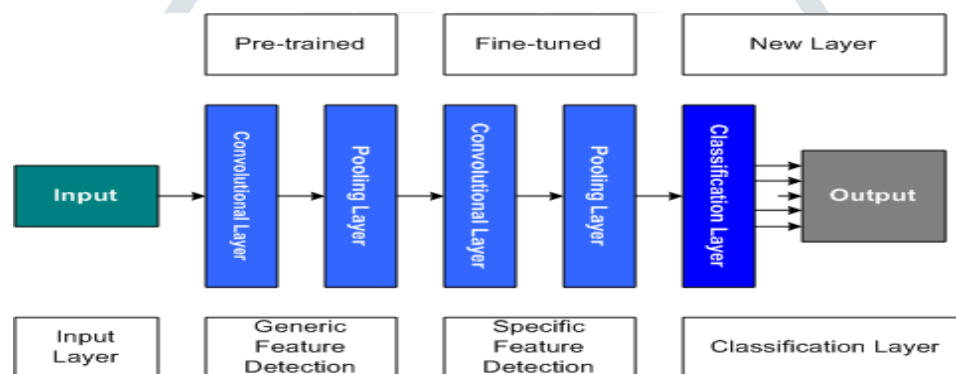 Pre-trained
Fine-tuned
New Layer
Input
Convolutional Layer
Pooling Layer
Convolutional Layer
Pooling Layer
Classification Layer
Output
Input
Layer
Generic
Feature
Detection
Specific
Feature
Detection
Classification Layer